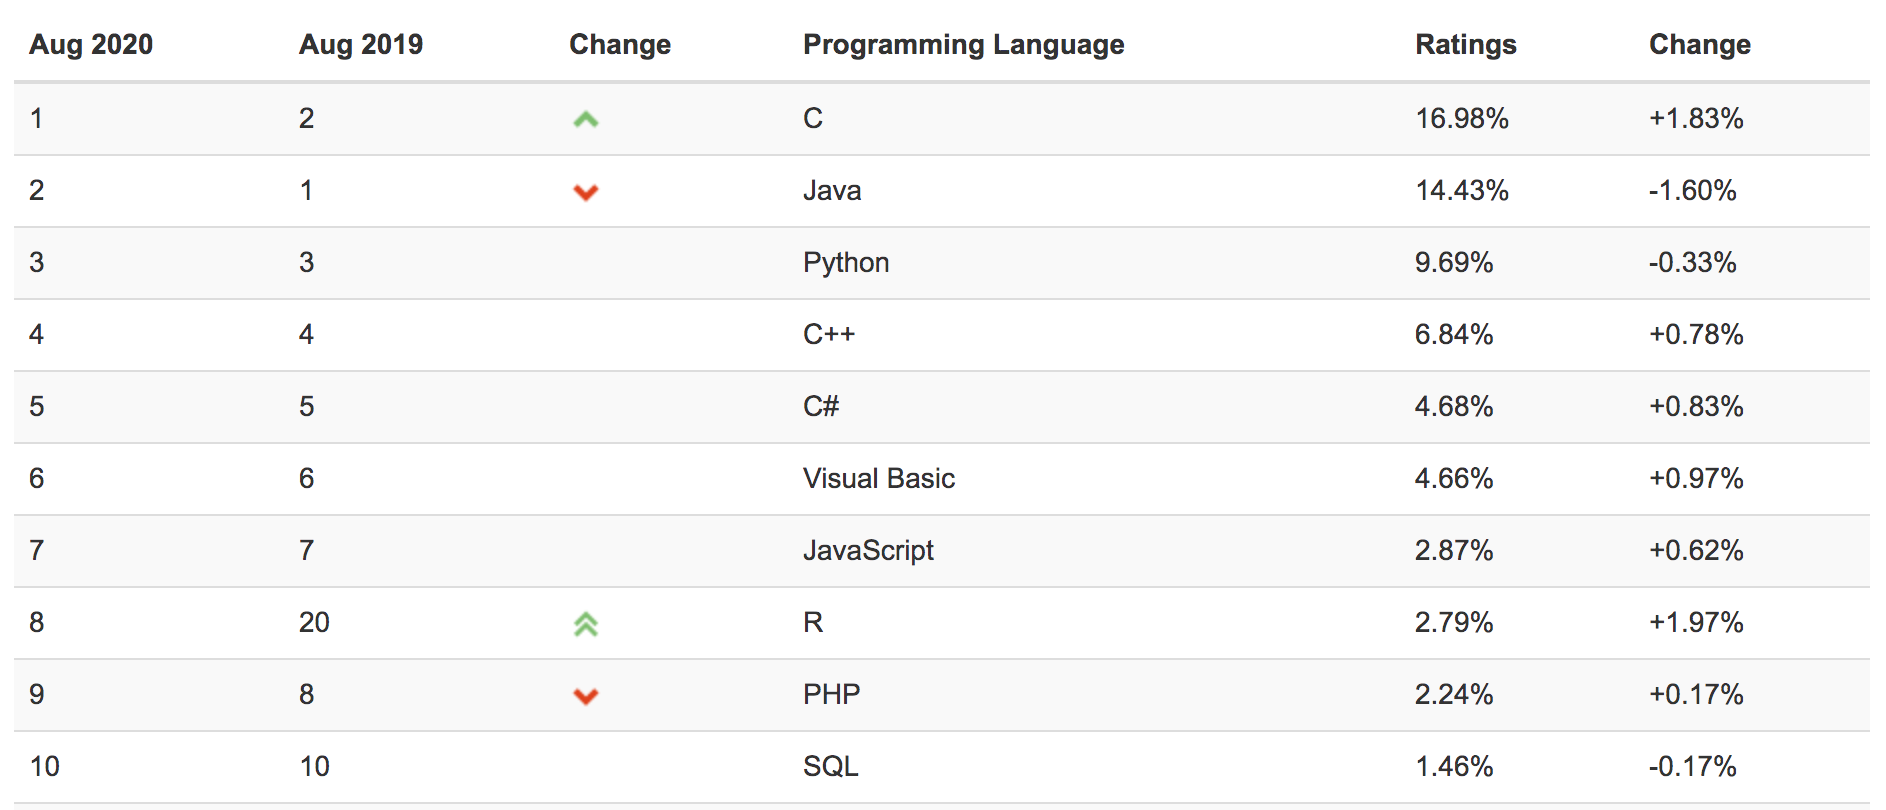 Aug 2020 Aug 2019 Change Programming Language Ratings Change
1 2 C 16.98% +1.83%
2 1 Java 14.43% -1.60%
3 3 Python 9.69% -0.33%
4 4 C++ 6.84% +0.78%
5 5 C# 4.68% +0.83%
6 6 Visual Basic 4.66% +0.97%
7 7 JavaScript 2.87% +0.62%
8 20 R 2.79% +1.97%
9 8 PHP 2.24% +0.17%
10 10 SQL 1.46% -0.17%